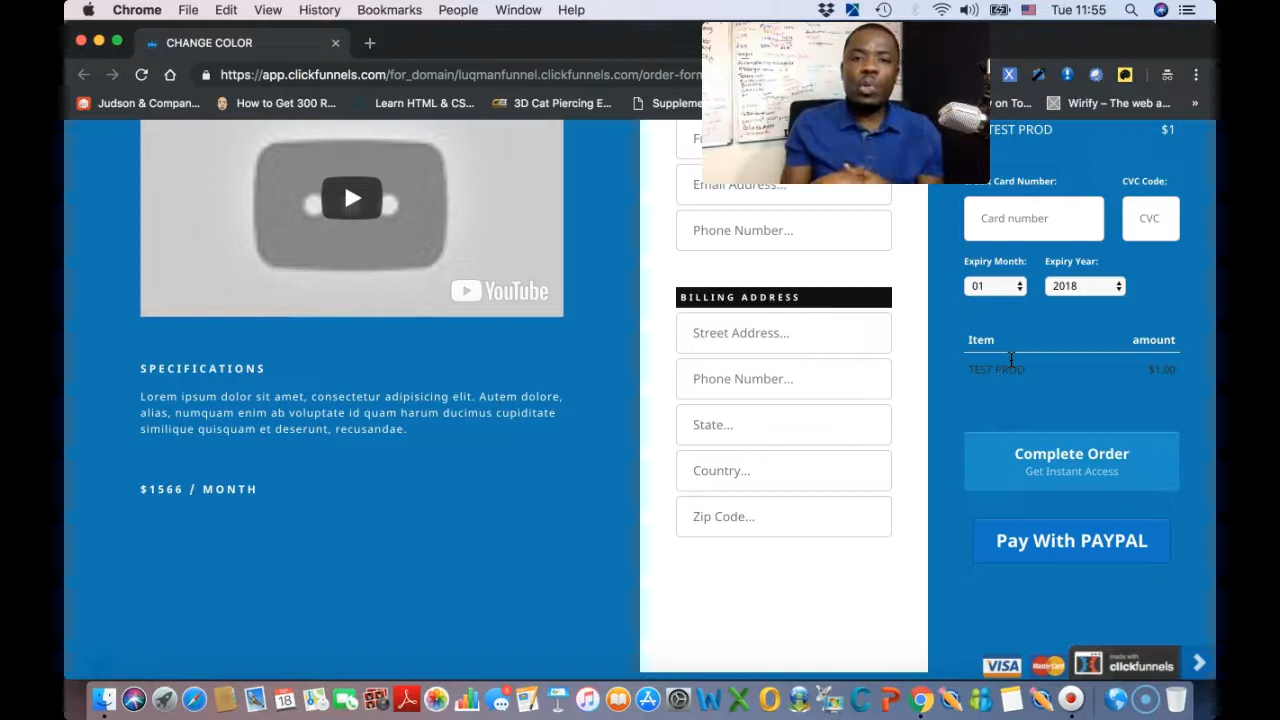 Chrome File Edit View History Bookmarks People Window Help
Tue 11:55
CHANGE COLOR
https://app.clickfunnels.com/for_domain/
.clickfunnels.com/order-for
Judson & Comman...
How to Get 300 R...
Learn HTML & CS...
3D Cat Piercing E...
on To...
Wirify – The web a...
»
TEST PROD $1
Card Number: CVC Code:
Card number CVC
Expiry Month: Expiry Year:
01 2018
Item amount
TEST PROD $1.00
Complete Order
Get Instant Access
Pay With PAYPAL
VISA MasterCard made with clickfunnels
Email Address...
Phone Number...
BILLING ADDRESS
Street Address...
Phone Number...
State...
Country...
Zip Code...
YouTube
SPECIFICATIONS
Lorem ipsum dolor sit amet, consectetur adipisicing elit. Autem dolore,
alias, numquam enim ab voluptate id quam harum ducimus cupiditate
similique quisquam et deserunt, recusandae.
$1566 / MONTH